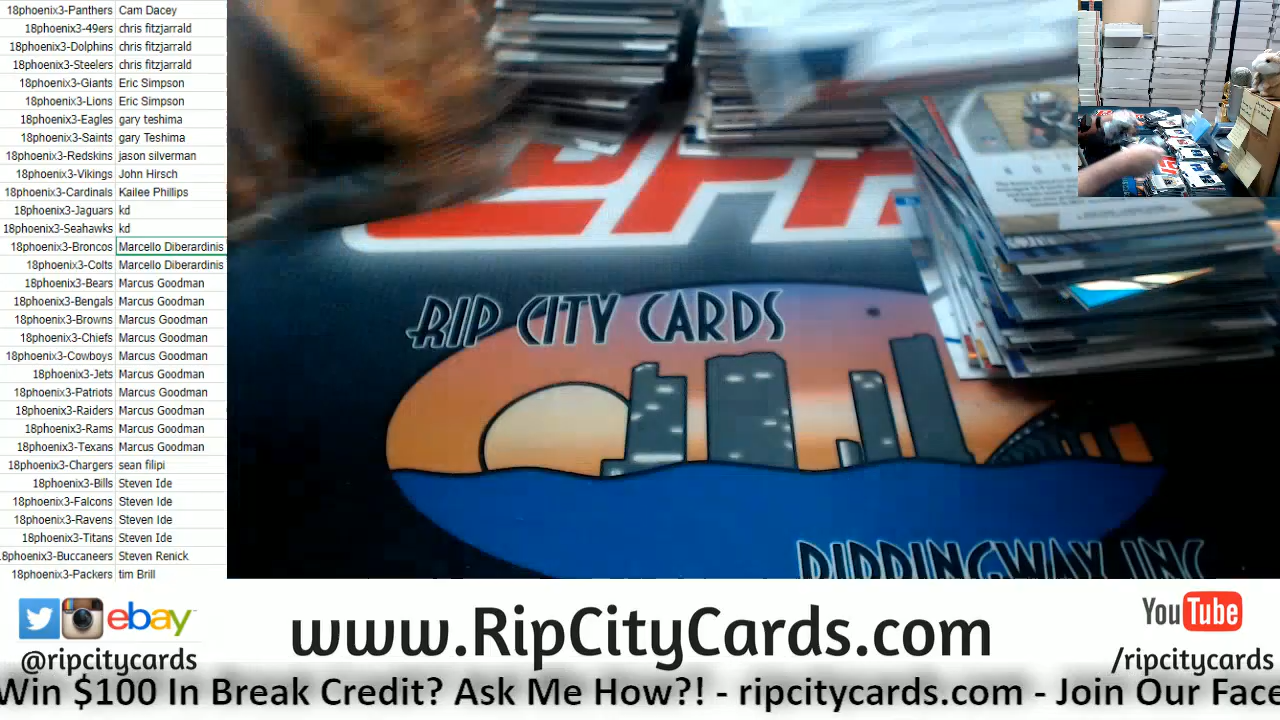 18phoenix3-Panthers Cam Dacey
18phoenix3-49ers chris fitzjarrald
18phoenix3-Dolphins chris fitzjarrald
18phoenix3-Steelers chris fitzjarrald
18phoenix3-Giants Eric Simpson
18phoenix3-Lions Eric Simpson
18phoenix3-Eagles gary teshima
18phoenix3-Saints gary Teshima
18phoenix3-Redskins jason silverman
18phoenix3-Vikings John Hirsch
18phoenix3-Cardinals Kailee Phillips
18phoenix3-Jaguars kd
18phoenix3-Seahawks kd
18phoenix3-Broncos Marcello Diberardinis
18phoenix3-Colts Marcello Diberardinis
18phoenix3-Bears Marcus Goodman
18phoenix3-Bengals Marcus Goodman
18phoenix3-Browns Marcus Goodman
18phoenix3-Chiefs Marcus Goodman
18phoenix3-Cowboys Marcus Goodman
18phoenix3-Jets Marcus Goodman
18phoenix3-Patriots Marcus Goodman
18phoenix3-Raiders Marcus Goodman
18phoenix3-Rams Marcus Goodman
18phoenix3-Texans Marcus Goodman
18phoenix3-Chargers sean filipi
18phoenix3-Bills Steven Ide
18phoenix3-Falcons Steven Ide
18phoenix3-Ravens Steven Ide
18phoenix3-Titans Steven Ide
8phoenix3-Buccaneers Steven Renick
18phoenix3-Packers tim Brill
RIP CITY CARDS
RIPPINGWAX INC
ebay
@ripcitycards
www.RipCityCards.com
YouTube
/ripcitycards
Win $100 In Break Credit? Ask Me How?! - ripcitycards.com - Join Our Face